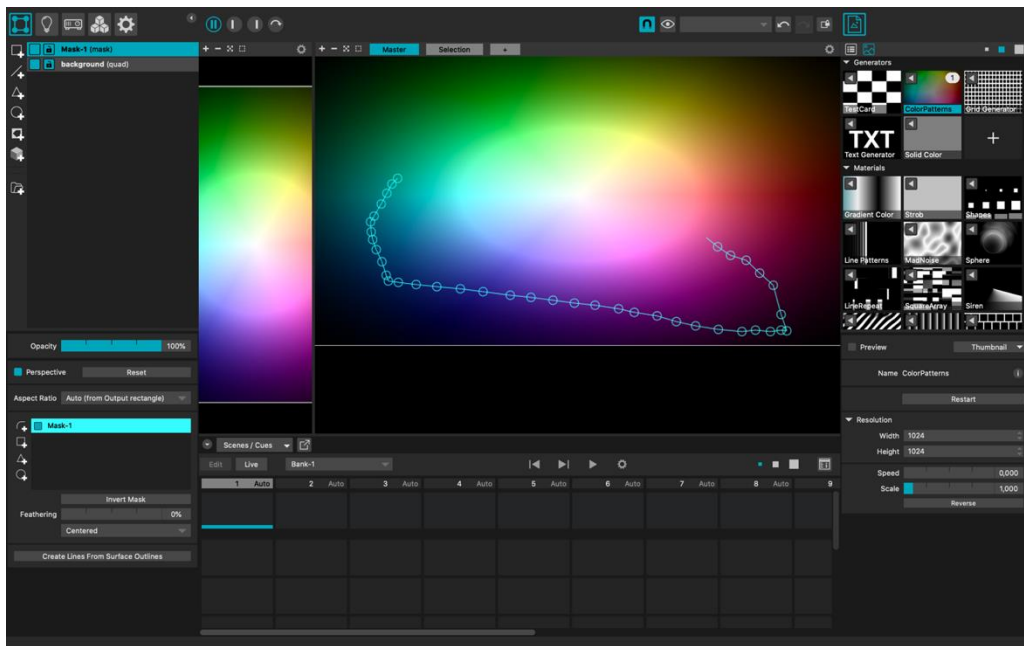 Mask-1 (mask)
background (quad)
Opacity 100%
Perspective Reset
Aspect Ratio Auto (from Output rectangle)
Mask-1
Invert Mask
Feathering 0%
Centered
Create Lines From Surface Outlines
Master Selection +
Scenes / Cues
Edit Live Bank-1
1 Auto 2 Auto 3 Auto 4 Auto 5 Auto 6 Auto 7 Auto 8 Auto 9
Generators
1
TestCard ColorPatterns Grid Generator
TXT
Text Generator Solid Color
Materials
Gradient Color Strob Shapes
Line Patterns MadNoise Sphere
LineRepeat SquareArray Siren
Preview Thumbnail
Name ColorPatterns
Restart
Resolution
Width 1024
Height 1024
Speed 0,000
Scale 1,000
Reverse